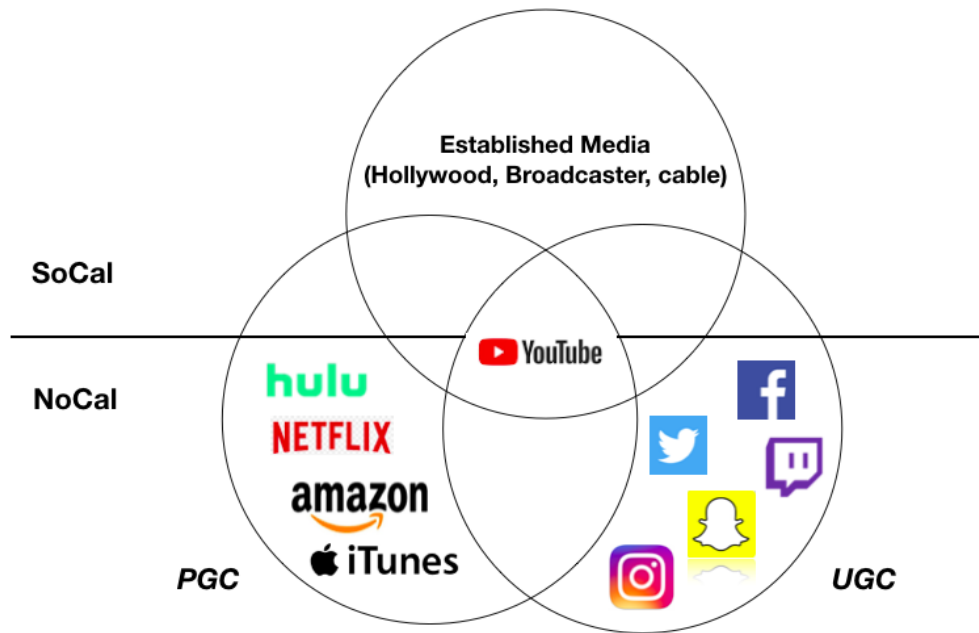 Established Media
(Hollywood, Broadcaster, cable)
SoCal
YouTube
NoCal
hulu
NETFLIX
amazon
iTunes
PGC
UGC